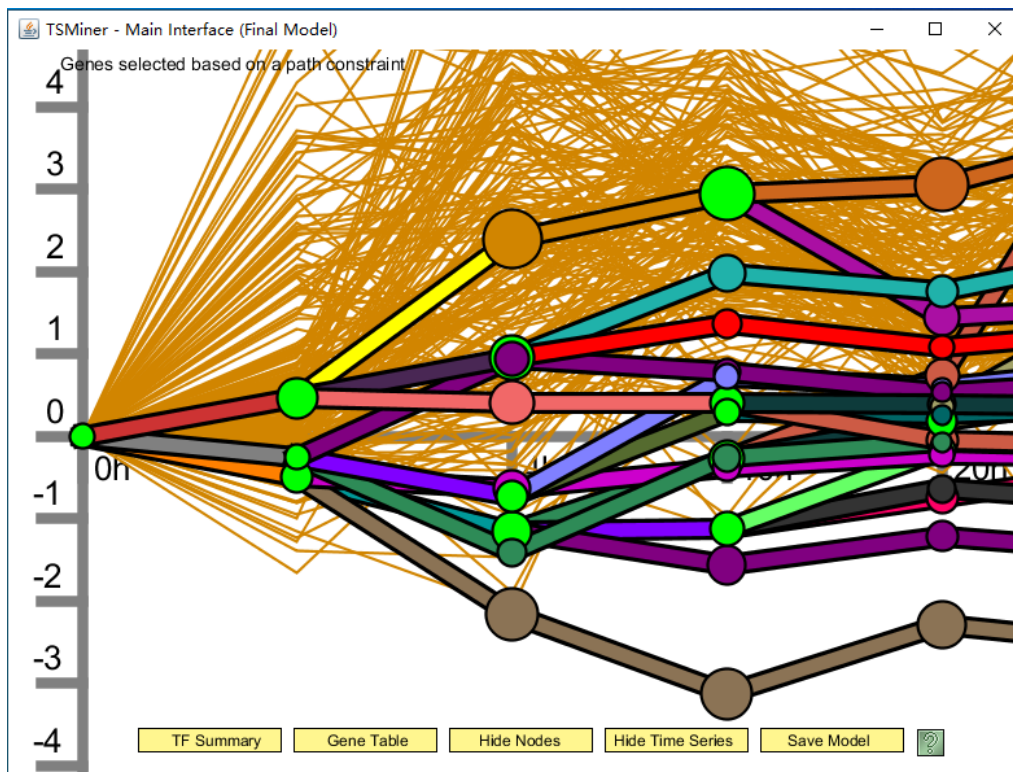 TSMiner - Main Interface (Final Model)
Genes selected based on a path constraint
4
3
2
1
0
0h
20h
-1
-2
-3
-4
TF Summary
Gene Table
Hide Nodes
Hide Time Series
Save Model
?